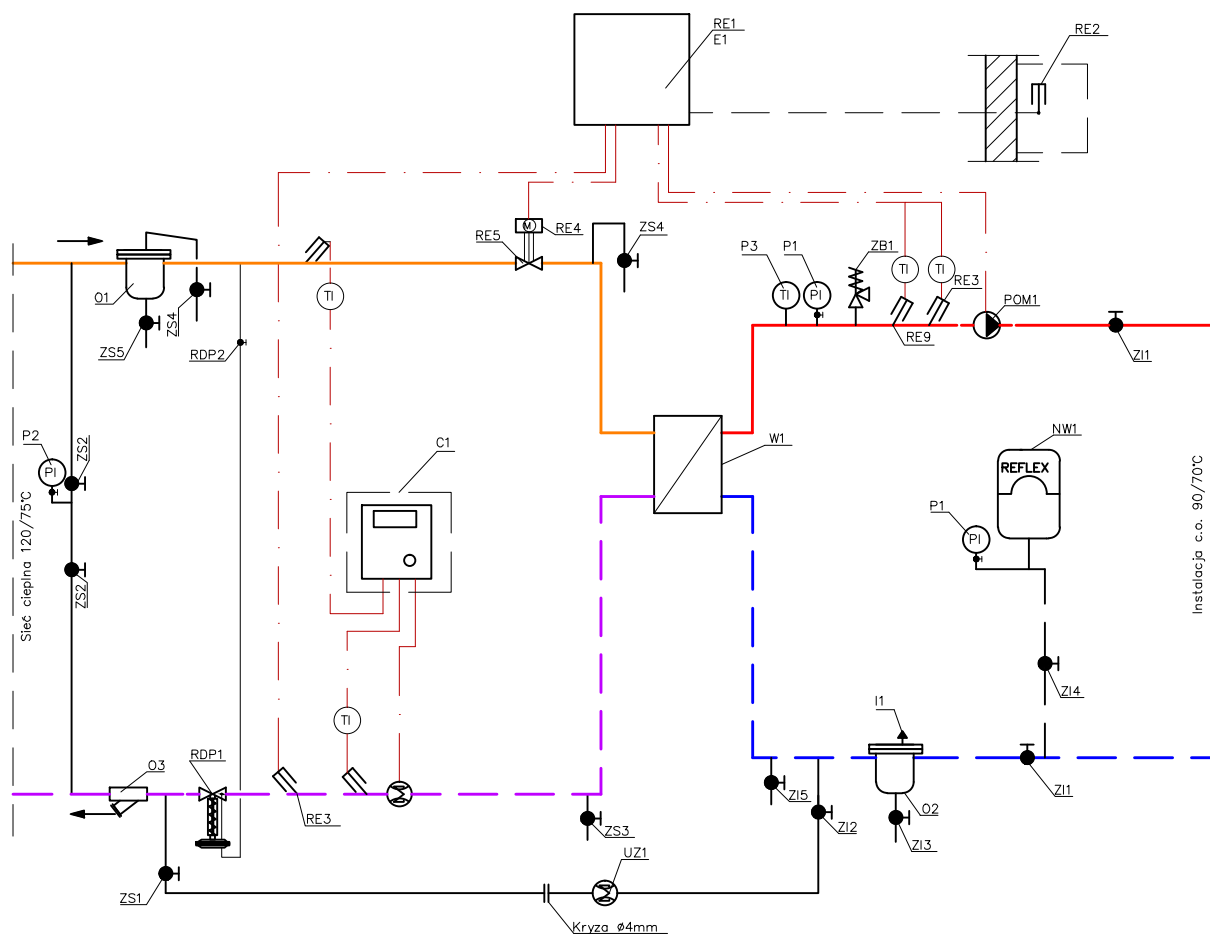 RE1
E1
RE2
M
RE4
RE5
ZS4
P3
P1
ZB1
TI
TI
RE3
TI
PI
POM1
RE9
ZI1
O1
ZS4
ZS5
RDP2
TI
P2
PI
ZS2
ZS2
Sieć cieplna 120/75°C
C1
W1
NW1
REFLEX
P1
PI
Instalacja c.o. 90/70°C
ZI4
TI
I1
RDP1
O3
RE3
ZS3
ZI5
ZI2
O2
ZI3
ZI1
ZS1
UZ1
Kryza ø4mm